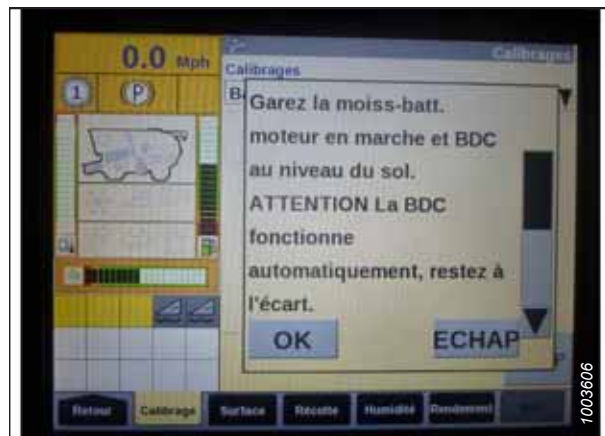 0.0 Mph
Calibrages
Calibrages
1
P
Garez la moiss-batt.
moteur en marche et BDC
au niveau du sol.
ATTENTION La BDC
fonctionne
automatiquement, restez à
l'écart.
OK ECHAP
Retour Calibrage Surface Récolte Humidité Rendement
1003606